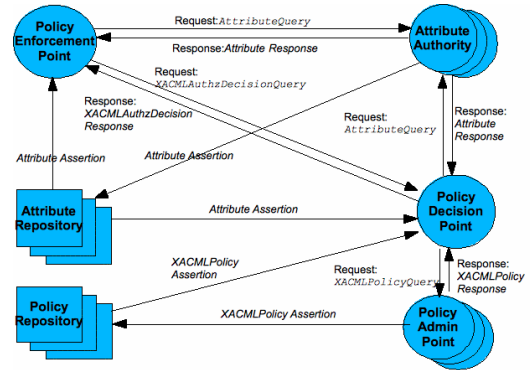 Policy
Enforcement
Point
Request:AttributeQuery
Response:Attribute Response
Attribute
Authority
Request:
XACMLAuthzDecisionQuery
Response:
XACMLAuthzDecision
Response
Request:
AttributeQuery
Response:
Attribute
Response
Attribute Assertion
Attribute Assertion
Attribute
Repository
Attribute Assertion
Policy
Decision
Point
XACMLPolicy
Assertion
Request:
XACMLPolicyQuery
Response:
XACMLPolicy
Response
Policy
Repository
XACMLPolicy Assertion
Policy
Admin
Point